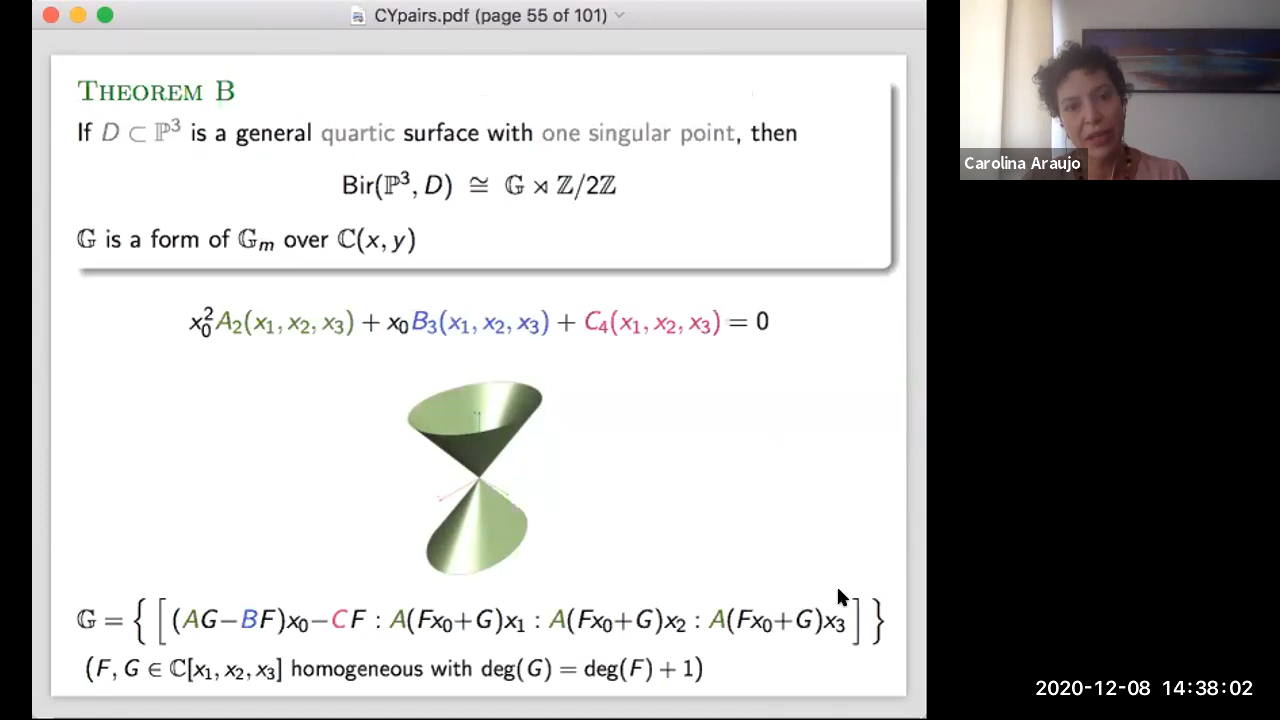 CYpairs.pdf (page 55 of 101)
THEOREM B
If D ⊂ ℙ³ is a general quartic surface with one singular point, then
Bir(ℙ³, D) ≅ 𝔾 ⋊ ℤ/2ℤ
𝔾 is a form of 𝔾ₘ over ℂ(x, y)
x₀²A₂(x₁, x₂, x₃) + x₀B₃(x₁, x₂, x₃) + C₄(x₁, x₂, x₃) = 0
𝔾 = { [ (AG−BF)x₀−CF : A(Fx₀+G)x₁ : A(Fx₀+G)x₂ : A(Fx₀+G)x₃ ] }
(F, G ∈ ℂ[x₁, x₂, x₃] homogeneous with deg(G) = deg(F) + 1)
Carolina Araujo
2020-12-08 14:38:02